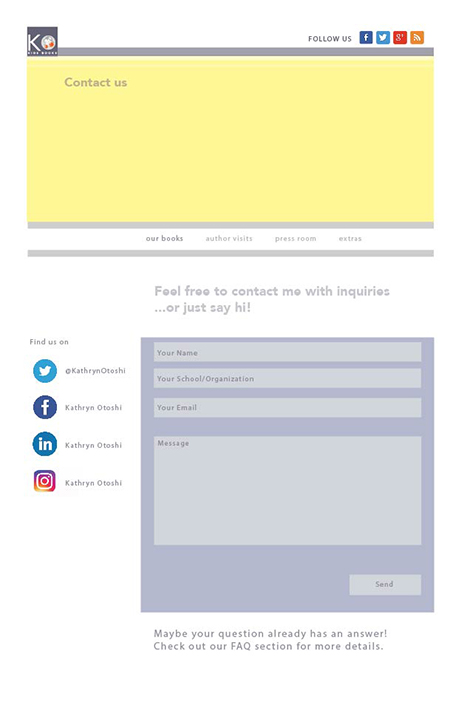 KO
KIDS BOOKS
FOLLOW US
Contact us
our books author visits press room extras
Feel free to contact me with inquiries
...or just say hi!
Find us on
@KathrynOtoshi
Kathryn Otoshi
Kathryn Otoshi
Kathryn Otoshi
Your Name
Your School/Organization
Your Email
Message
Send
Maybe your question already has an answer!
Check out our FAQ section for more details.